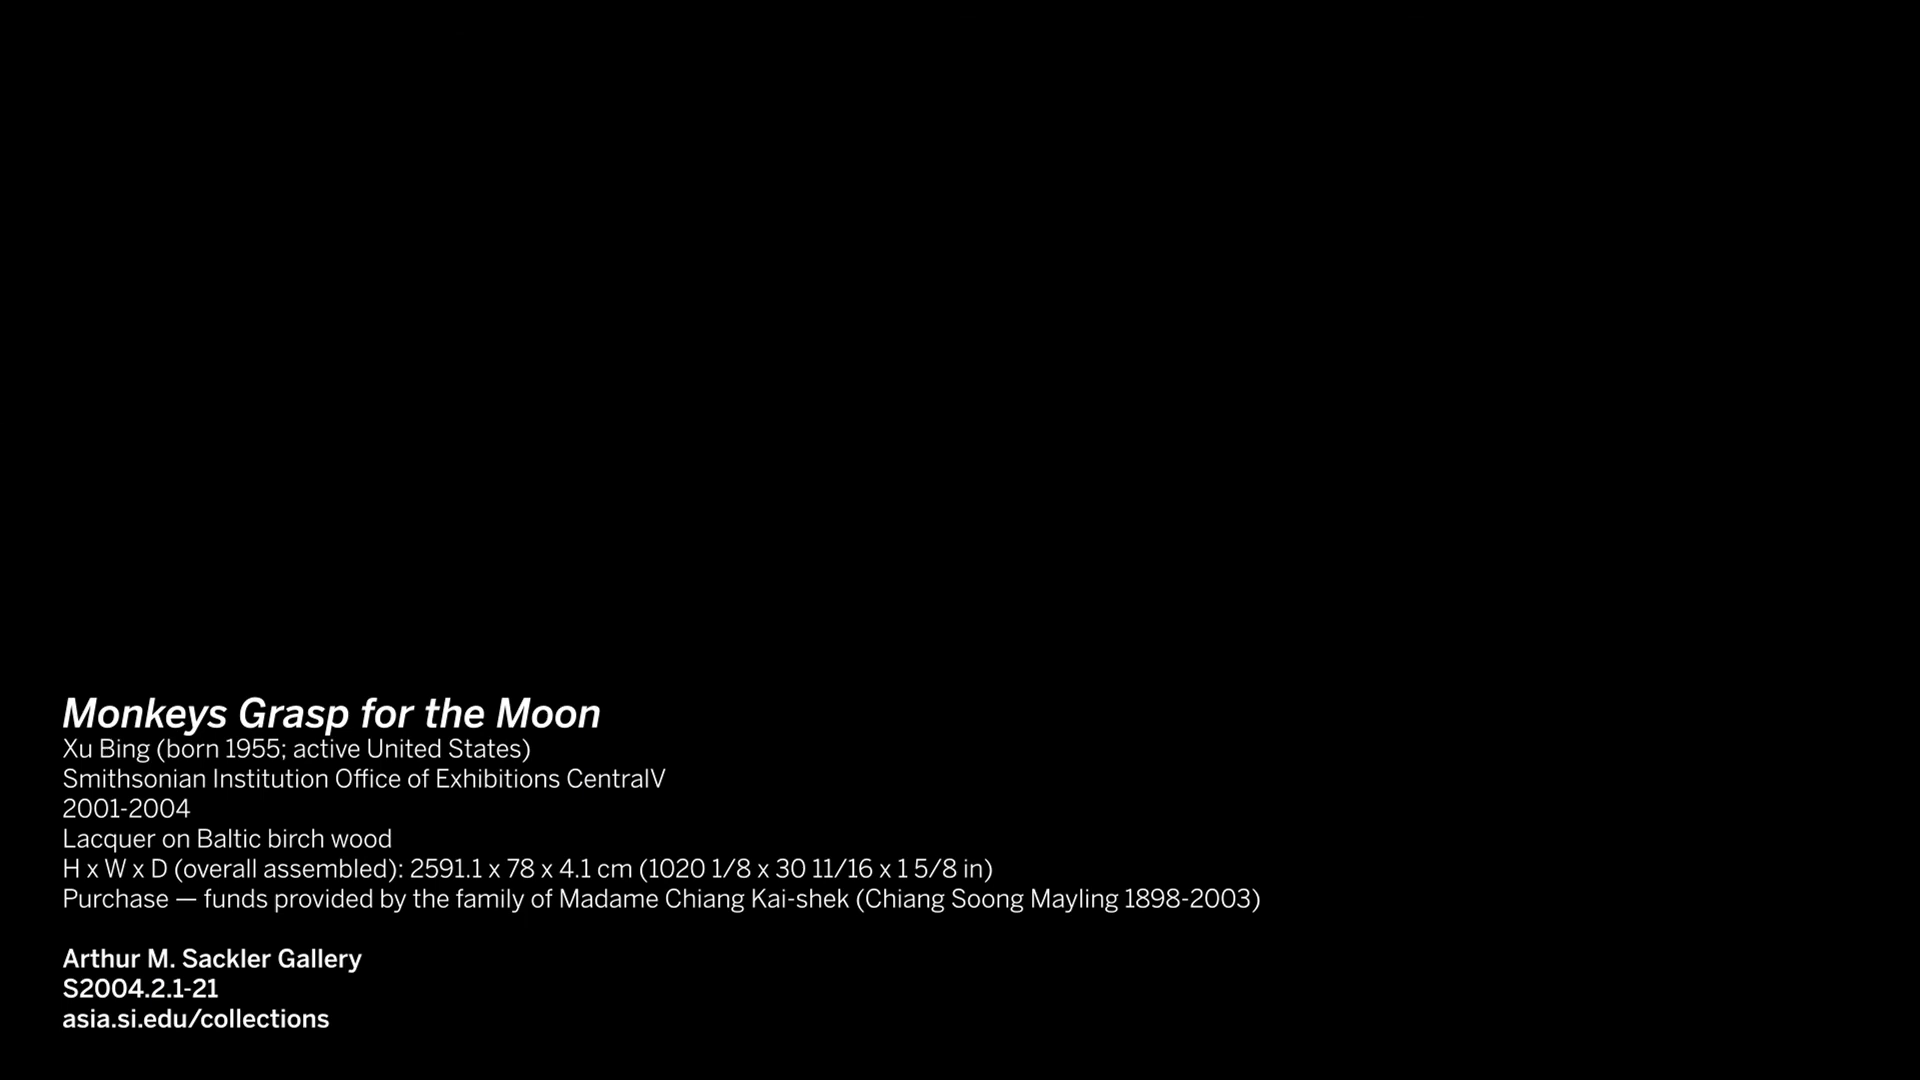 Monkeys Grasp for the Moon
Xu Bing (born 1955; active United States)
Smithsonian Institution Office of Exhibitions CentralV
2001-2004
Lacquer on Baltic birch wood
H x W x D (overall assembled): 2591.1 x 78 x 4.1 cm (1020 1/8 x 30 11/16 x 1 5/8 in)
Purchase — funds provided by the family of Madame Chiang Kai-shek (Chiang Soong Mayling 1898-2003)
Arthur M. Sackler Gallery
S2004.2.1-21
asia.si.edu/collections